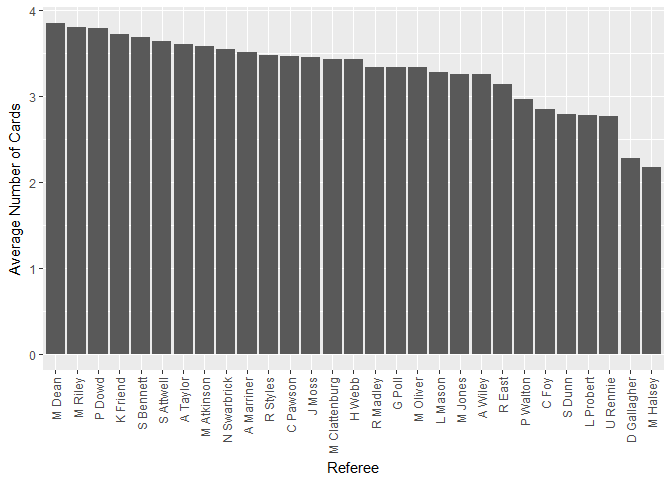 4
3
2
1
0
Average Number of Cards
M Dean
M Riley
P Dowd
K Friend
S Bennett
S Attwell
A Taylor
M Atkinson
N Swarbrick
A Marriner
R Styles
C Pawson
J Moss
M Clattenburg
H Webb
R Madley
G Poll
M Oliver
L Mason
M Jones
A Wiley
R East
P Walton
C Foy
S Dunn
L Probert
U Rennie
D Gallagher
M Halsey
Referee